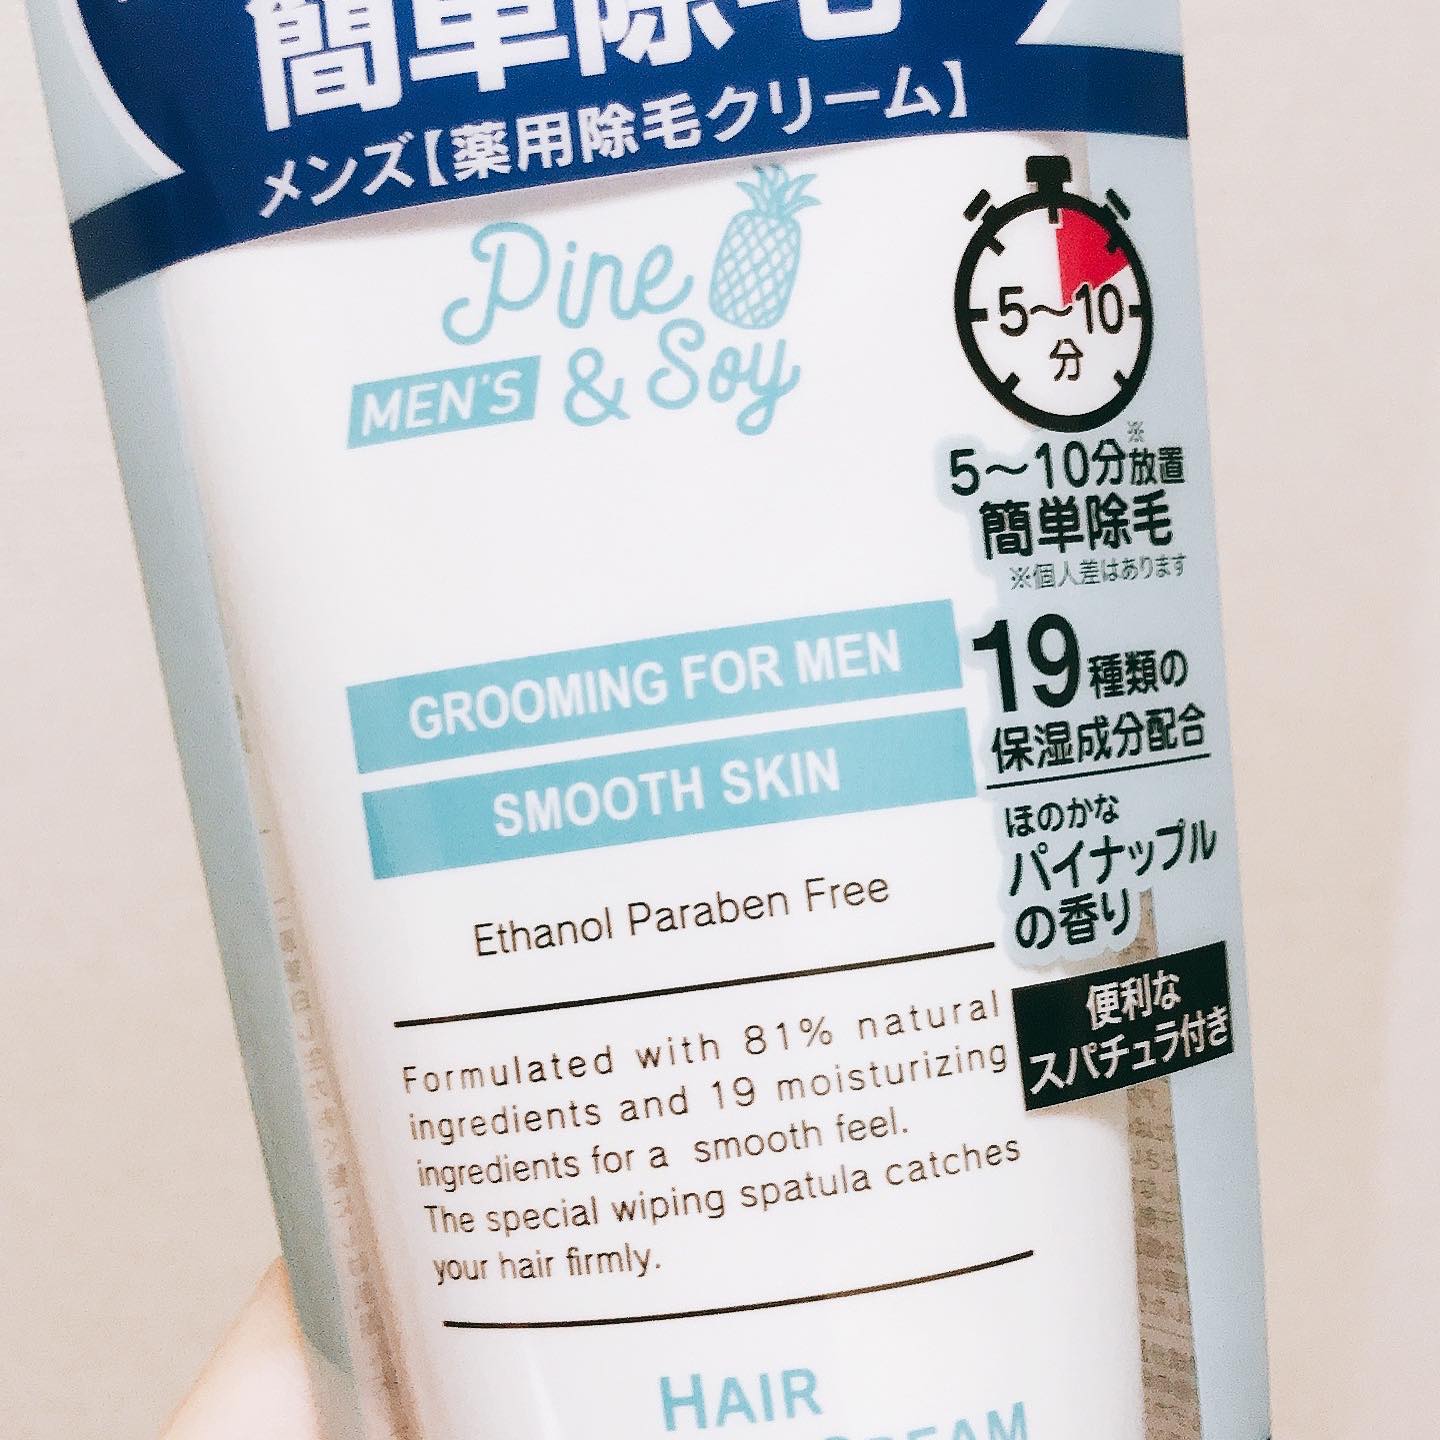 簡単除毛
メンズ【薬用除毛クリーム】
Pine
MEN'S & Soy
5〜10
分
5〜10分※放置
簡単除毛
※個人差はあります
GROOMING FOR MEN
SMOOTH SKIN
19種類の
保湿成分配合
ほのかな
パイナップル
の香り
Ethanol Paraben Free
便利な
スパチュラ付き
Formulated with 81% natural
ingredients and 19 moisturizing
ingredients for a smooth feel.
The special wiping spatula catches
your hair firmly.
HAIR
CREAM